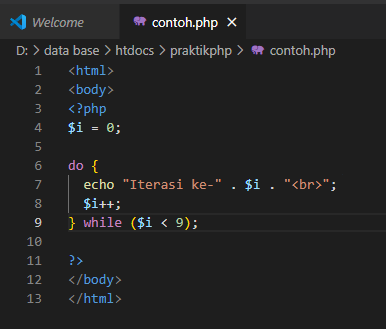 Welcome contoh.php ×
D: > data base > htdocs > praktikphp > contoh.php
1 <html>
2 <body>
3 <?php
4 $i = 0;
5
6 do {
7 echo "Iterasi ke-" . $i . "<br>";
8 $i++;
9 } while ($i < 9);
10
11 ?>
12 </body>
13 </html>